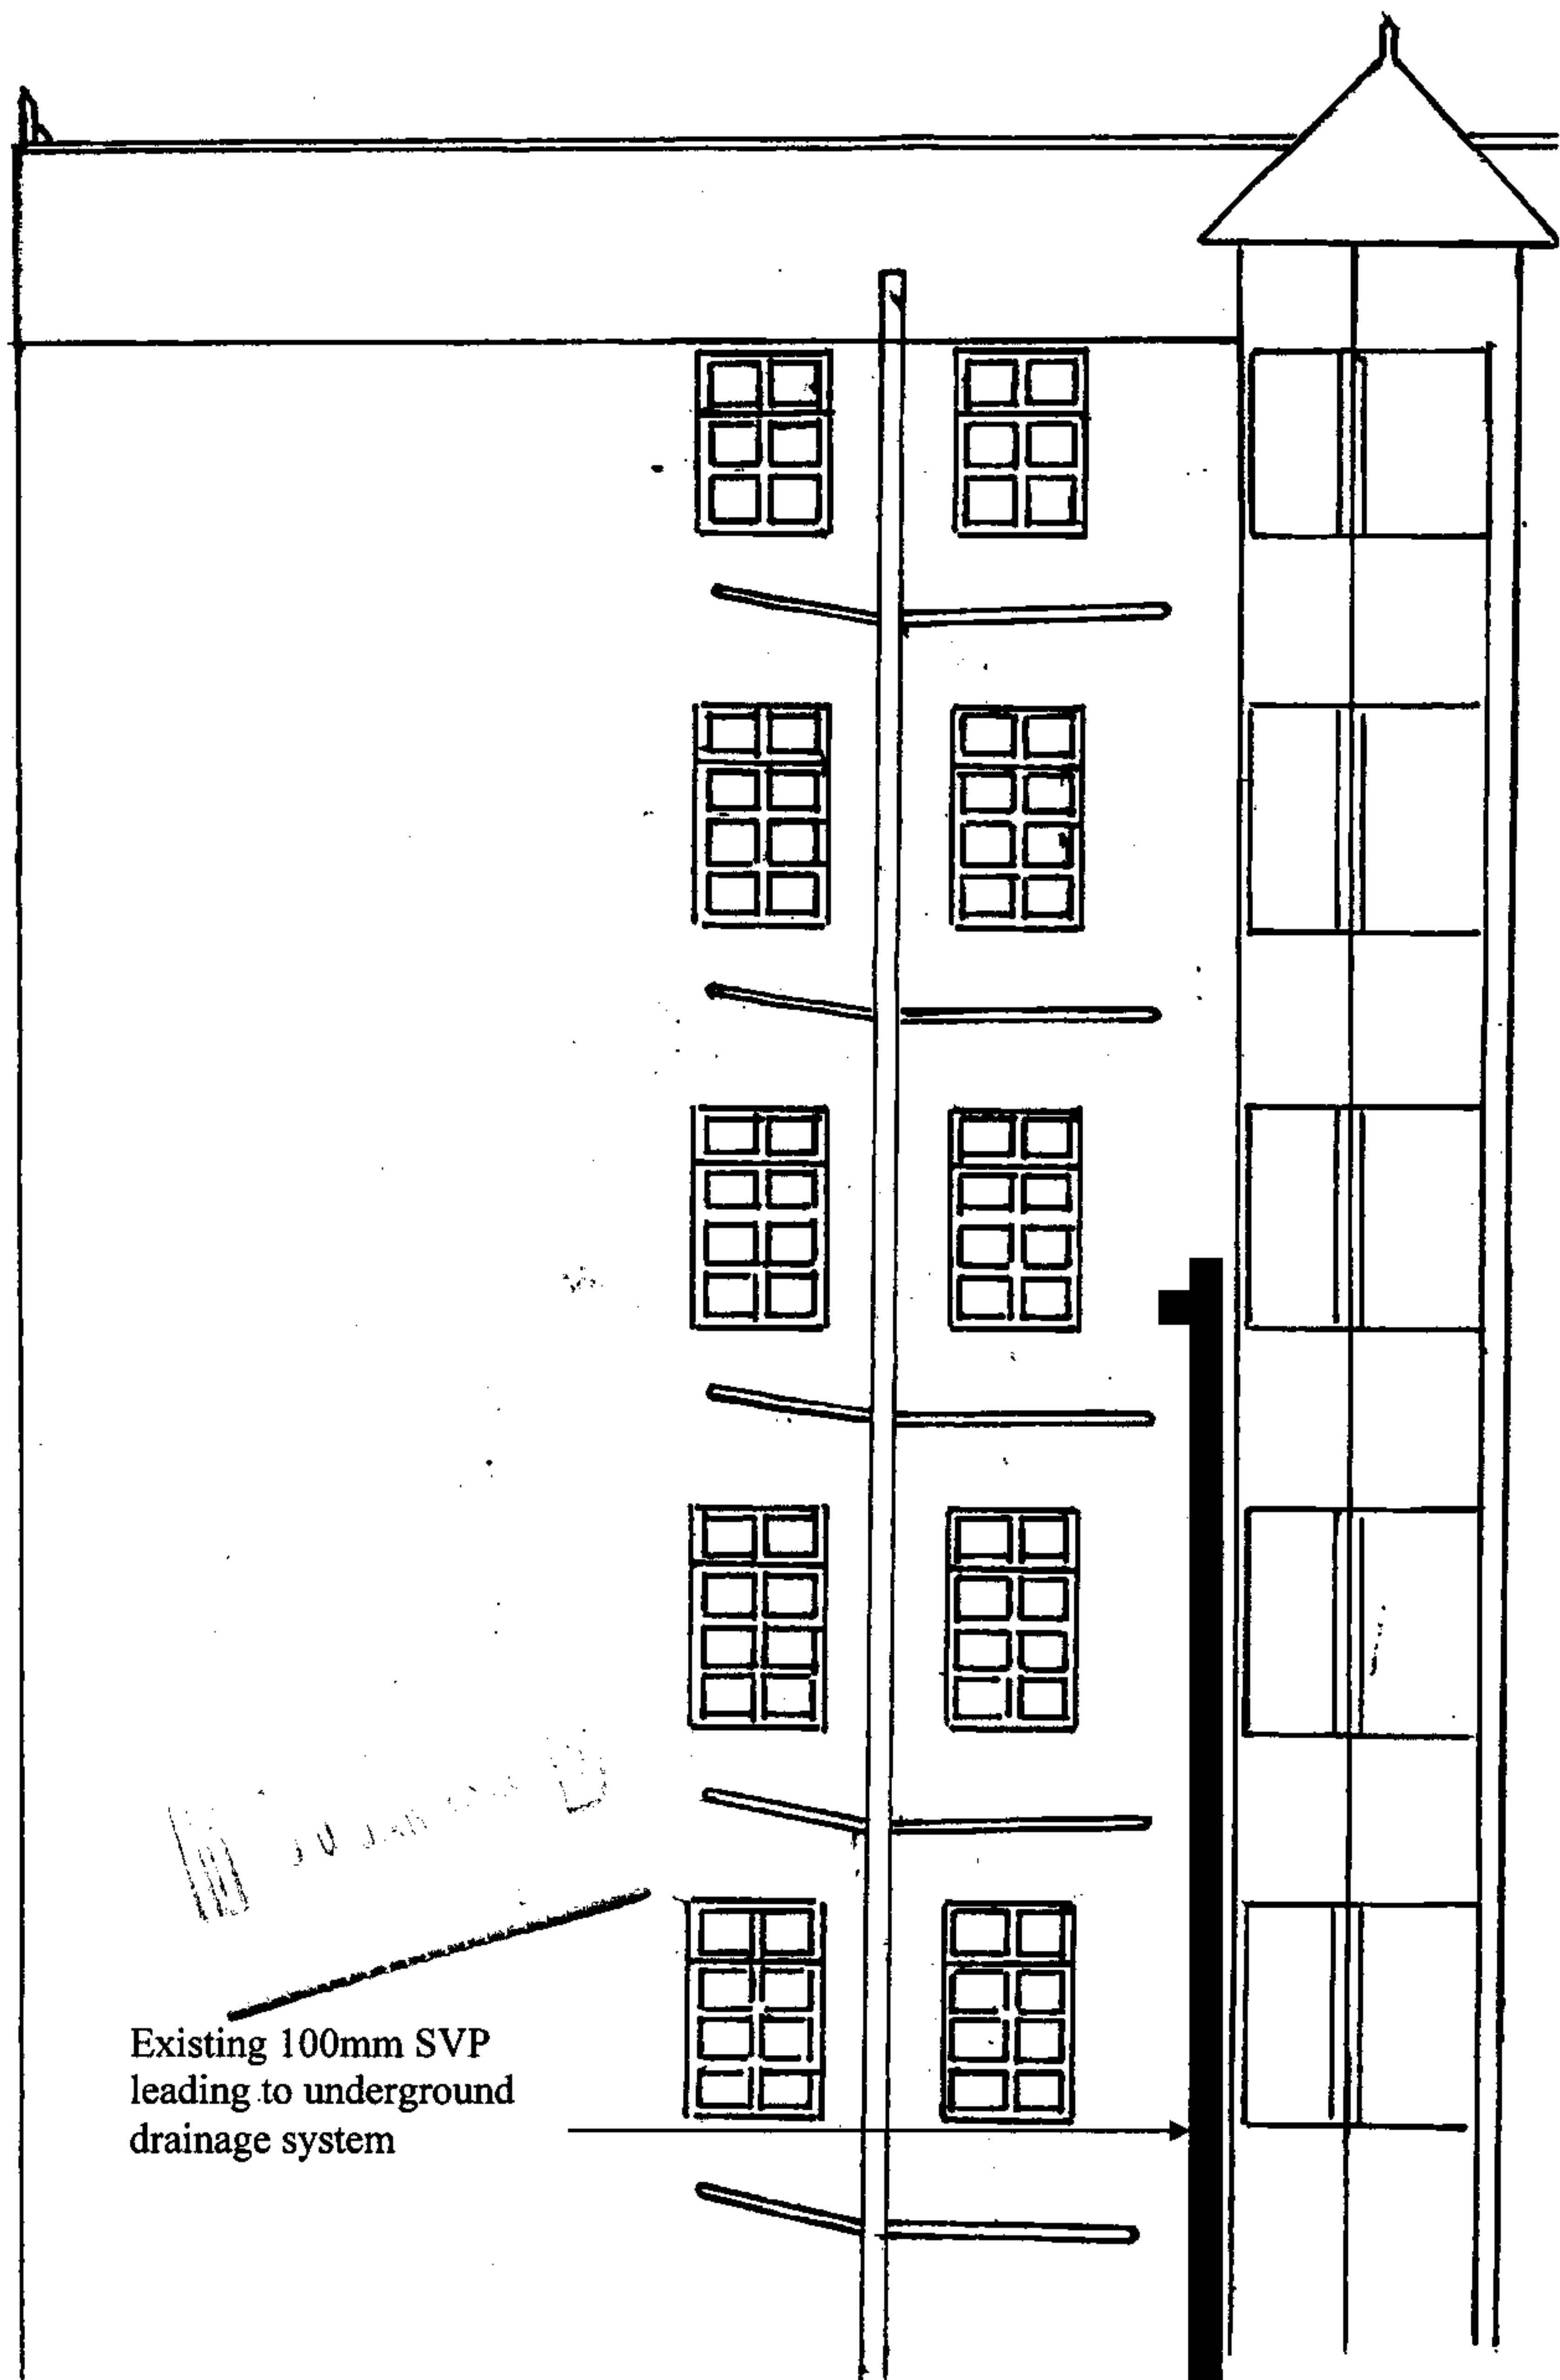 Existing 100mm SVP
leading to underground
drainage system